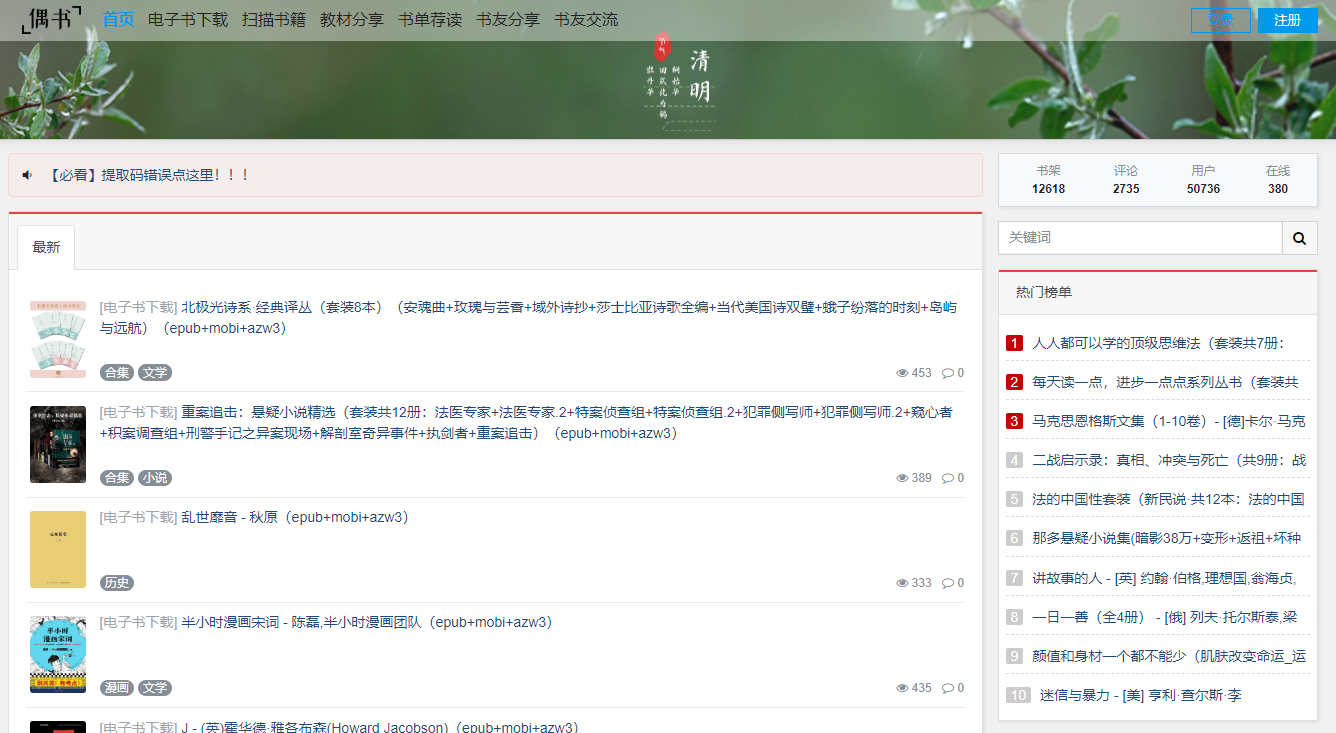 偶书
首页 电子书下载 扫描书籍 教材分享 书单荐读 书友分享 书友交流
登录 注册
节气
清明
桐始华
田鼠化为鴽
牡丹华
【必看】提取码错误点这里！！！
书架 评论 用户 在线
12618 2735 50736 380
关键词
最新
[电子书下载] 北极光诗系·经典译丛（套装8本）（安魂曲+玫瑰与芸香+域外诗抄+莎士比亚诗歌全编+当代美国诗双璧+蛾子纷落的时刻+岛屿
与远航）（epub+mobi+azw3）
合集 文学
453 0
[电子书下载] 重案追击：悬疑小说精选（套装共12册：法医专家+法医专家.2+特案侦查组+特案侦查组.2+犯罪侧写师+犯罪侧写师.2+窥心者
+积案调查组+刑警手记之异案现场+解剖室奇异事件+执剑者+重案追击）（epub+mobi+azw3）
合集 小说
389 0
[电子书下载] 乱世靡音 - 秋原（epub+mobi+azw3）
历史
333 0
半小时
漫画宋词
[电子书下载] 半小时漫画宋词 - 陈磊,半小时漫画团队（epub+mobi+azw3）
漫画 文学
435 0
[电子书下载] J - (英)霍华德·雅各布森(Howard Jacobson)（epub+mobi+azw3）
热门榜单
1 人人都可以学的顶级思维法（套装共7册：
2 每天读一点，进步一点点系列丛书（套装共
3 马克思恩格斯文集（1-10卷）- [德]卡尔·马克
4 二战启示录：真相、冲突与死亡（共9册：战
5 法的中国性套装（新民说·共12本：法的中国
6 那多悬疑小说集(暗影38万+变形+返祖+坏种
7 讲故事的人 - [英] 约翰·伯格,理想国,翁海贞,
8 一日一善（全4册） - [俄] 列夫·托尔斯泰,梁
9 颜值和身材一个都不能少（肌肤改变命运_运
10 迷信与暴力 - [美] 亨利·查尔斯·李